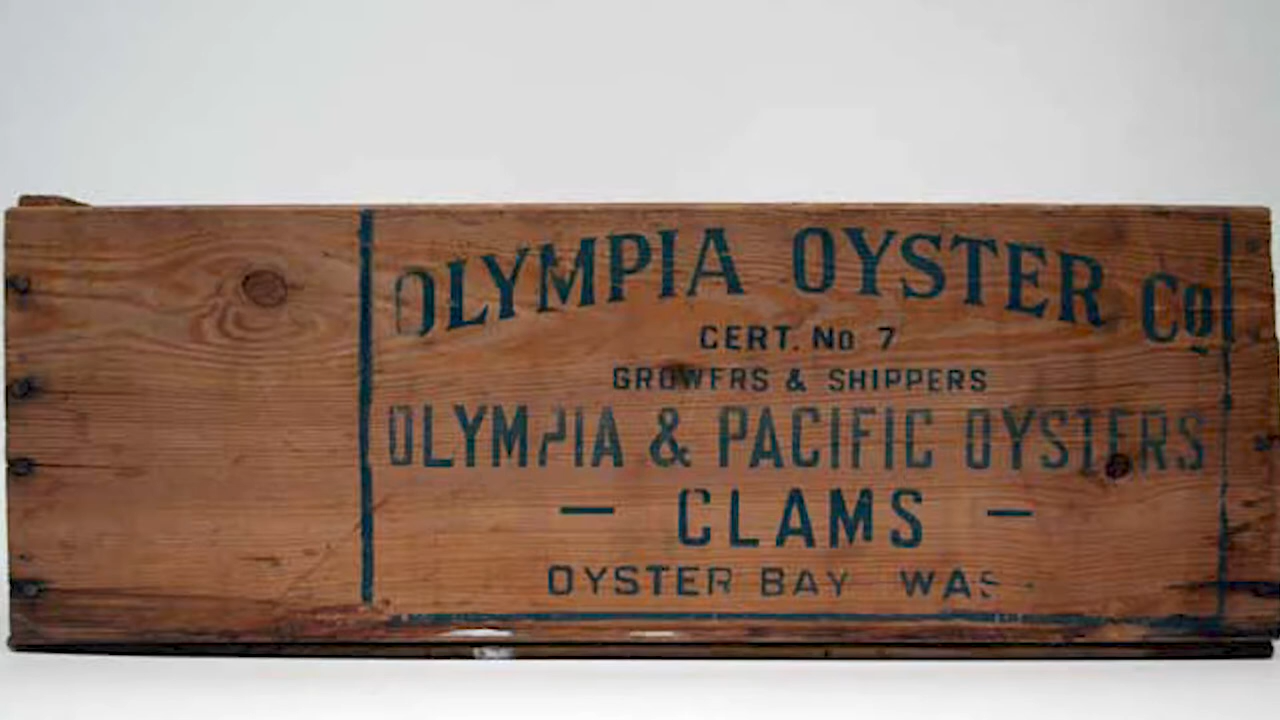 OLYMPIA OYSTER Co
CERT. No 7
GROWERS & SHIPPERS
OLYMPIA & PACIFIC OYSTERS
— CLAMS —
OYSTER BAY WAS